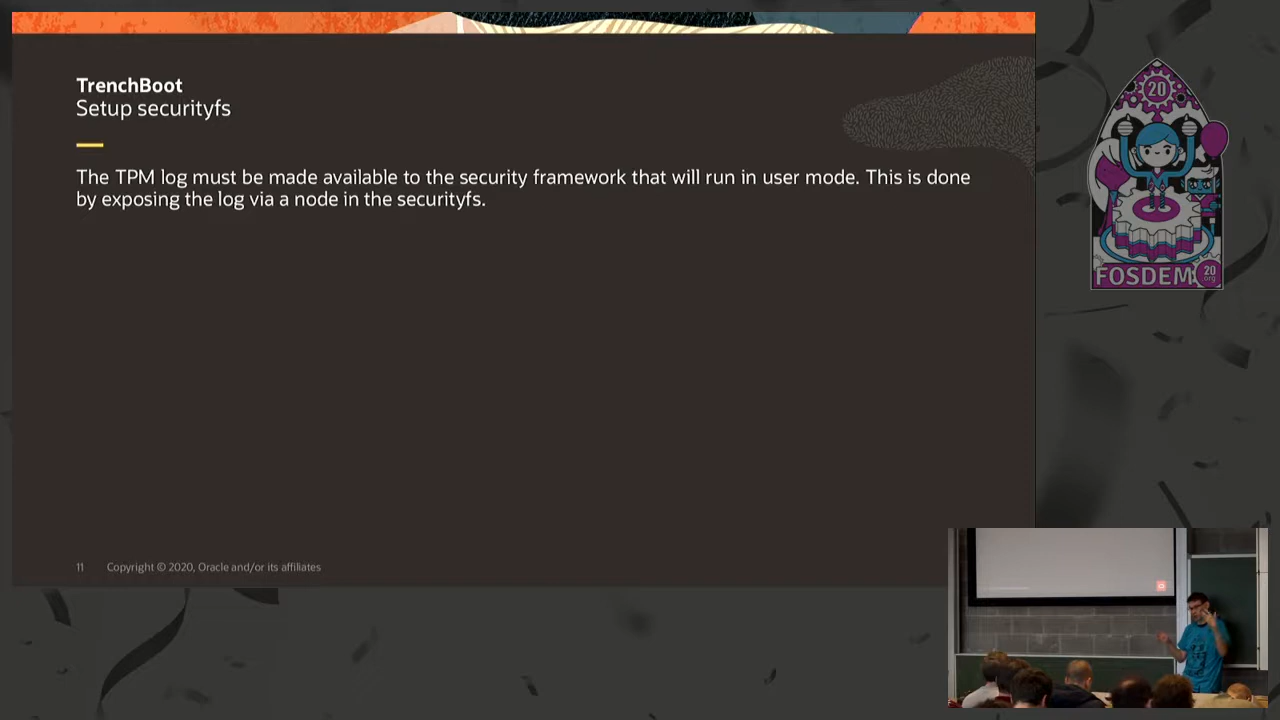 TrenchBoot
Setup securityfs
The TPM log must be made available to the security framework that will run in user mode. This is done
by exposing the log via a node in the securityfs.
11 Copyright © 2020, Oracle and/or its affiliates
20
FOSDEM
20
.org